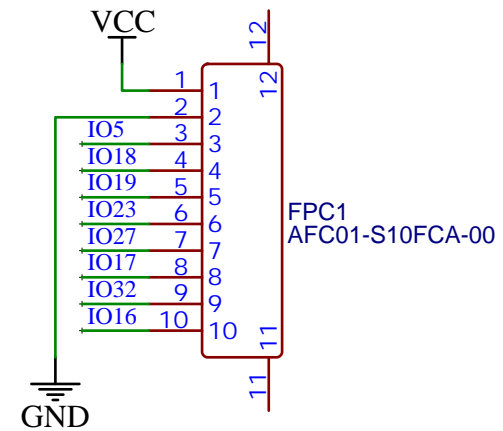 VCC
12
12
1 1
2 2
IO5 3 3
IO18 4 4
IO19 5 5
IO23 6 6
IO27 7 7
IO17 8 8
IO32 9 9
IO16 10 10
FPC1
AFC01-S10FCA-00
11
11
GND